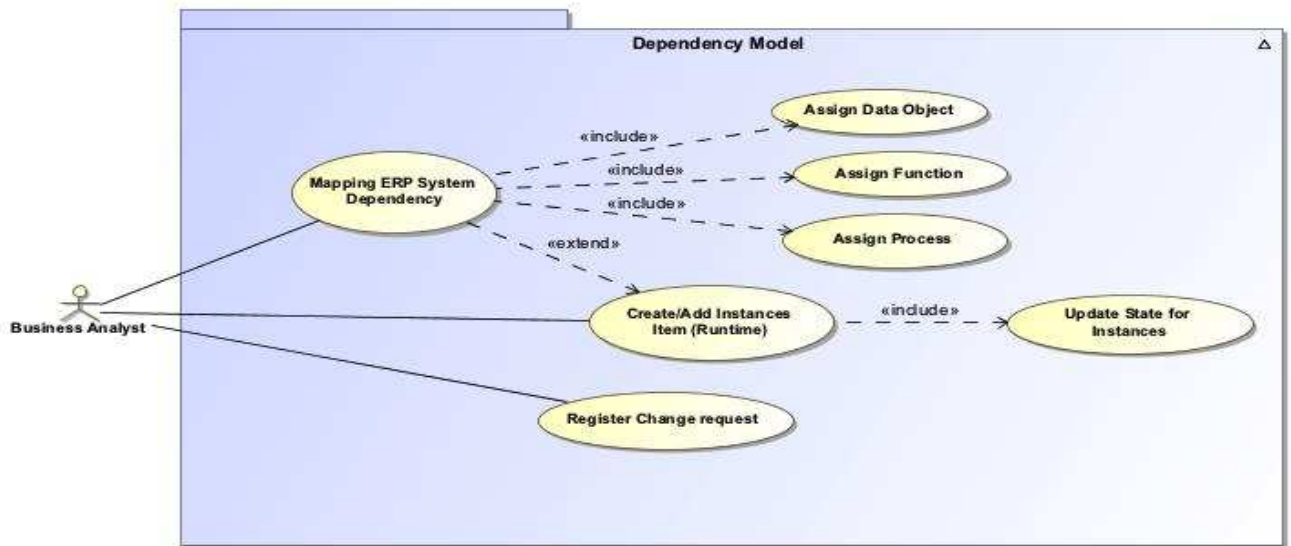 Dependency Model
Assign Data Object
«include»
Mapping ERP System
Dependency
«include»
Assign Function
«include»
Assign Process
«extend»
Business Analyst
Create/Add Instances
Item (Runtime)
«include»
Update State for
Instances
Register Change request